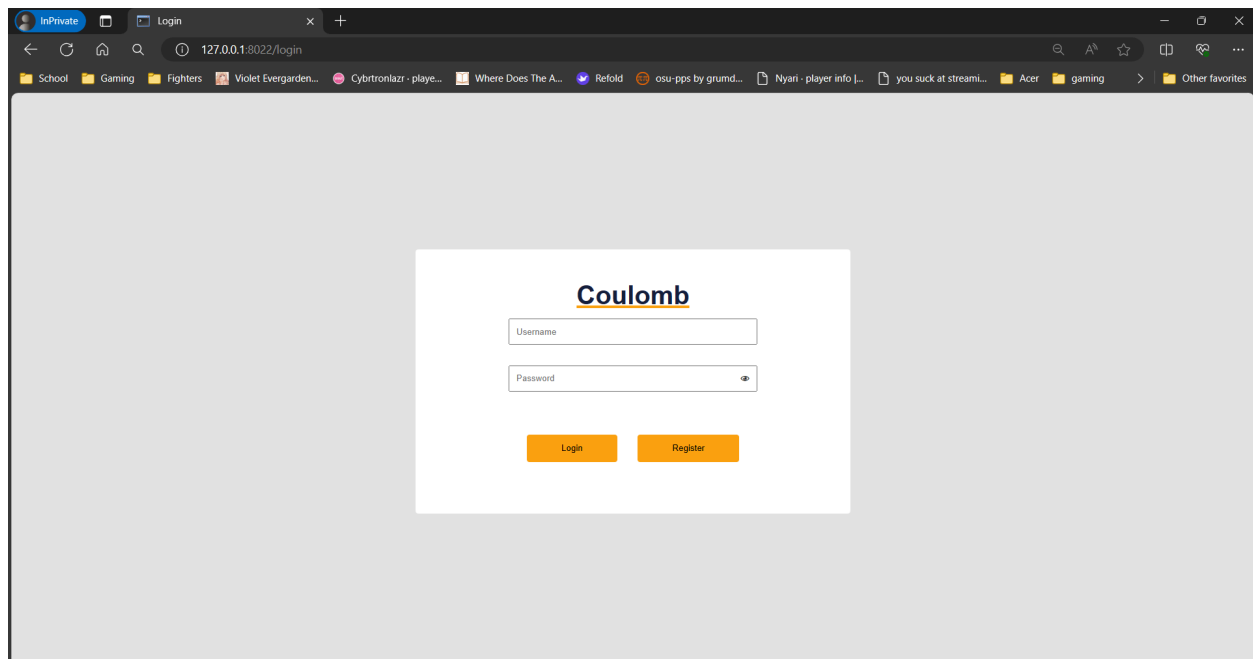 InPrivate
Login
127.0.0.1:8022/login
School Gaming Fighters Violet Evergarden... Cybrtronlazr · playe... Where Does The A... Refold osu-pps by grumd... Nyari · player info |... you suck at streami... Acer gaming Other favorites
Coulomb
Username
Password
Login Register